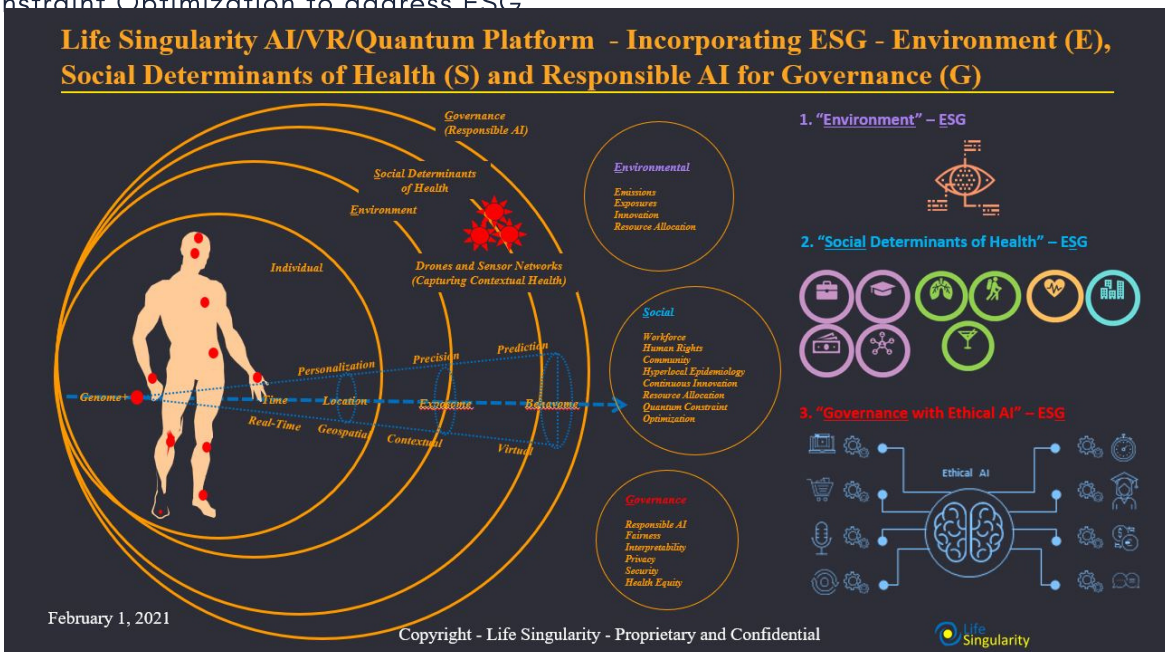 nstraint Optimization to address ESG
Life Singularity AI/VR/Quantum Platform - Incorporating ESG - Environment (E),
Social Determinants of Health (S) and Responsible AI for Governance (G)
Governance
(Responsible AI)
Social Determinants
of Health
Environment
Individual
Drones and Sensor Networks
(Capturing Contextual Health)
Personalization
Precision
Prediction
Genome+
Time
Location
Exposome
Behavome
Real-Time
Geospatial
Contextual
Virtual
Environmental
Emissions
Exposures
Innovation
Resource Allocation
Social
Workforce
Human Rights
Community
Hyperlocal Epidemiology
Continuous Innovation
Resource Allocation
Quantum Constraint
Optimization
Governance
Responsible AI
Fairness
Interpretability
Privacy
Security
Health Equity
1. “Environment” – ESG
2. “Social Determinants of Health” – ESG
3. “Governance with Ethical AI” – ESG
Ethical AI
February 1, 2021
Copyright - Life Singularity - Proprietary and Confidential
Life
Singularity